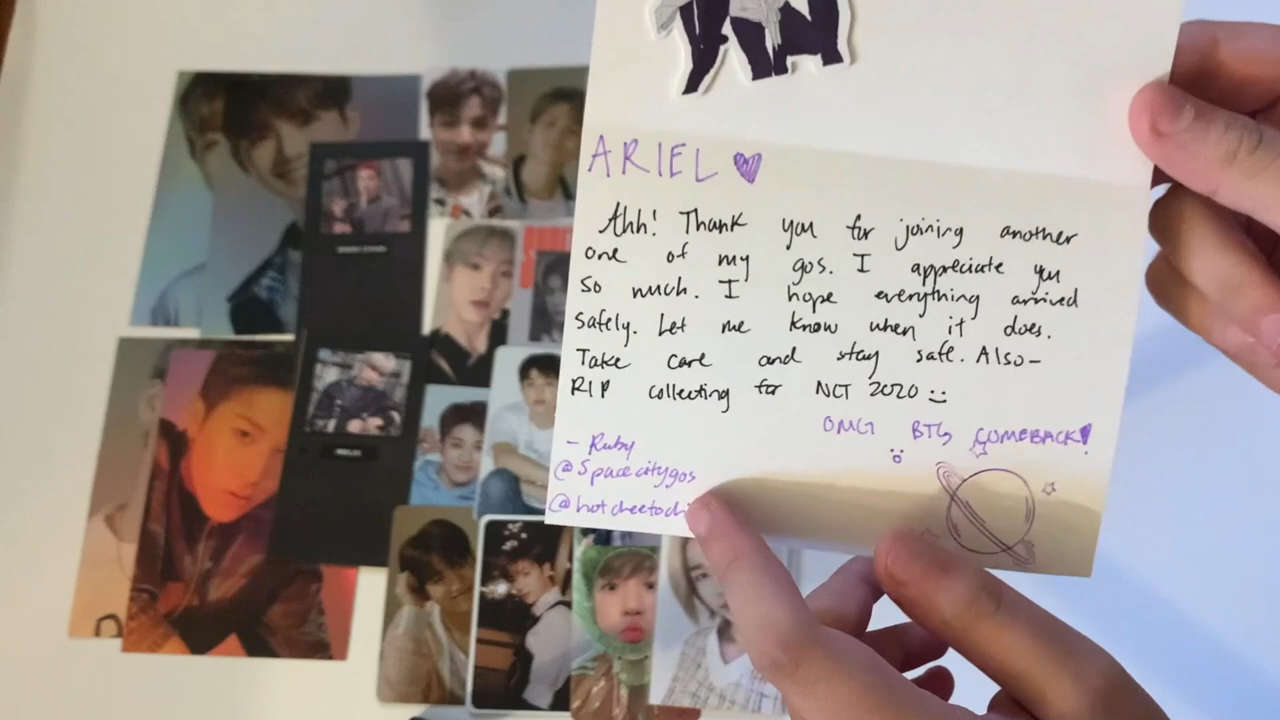 ARIEL
Ahh! Thank you for joining another
one of my gos. I appreciate you
so much. I hope everything arrived
safely. Let me know when it does.
Take care and stay safe. Also-
RIP collecting for NCT 2020 :)
OMG BTS COMEBACK!
- Ruby
@spacecitygos